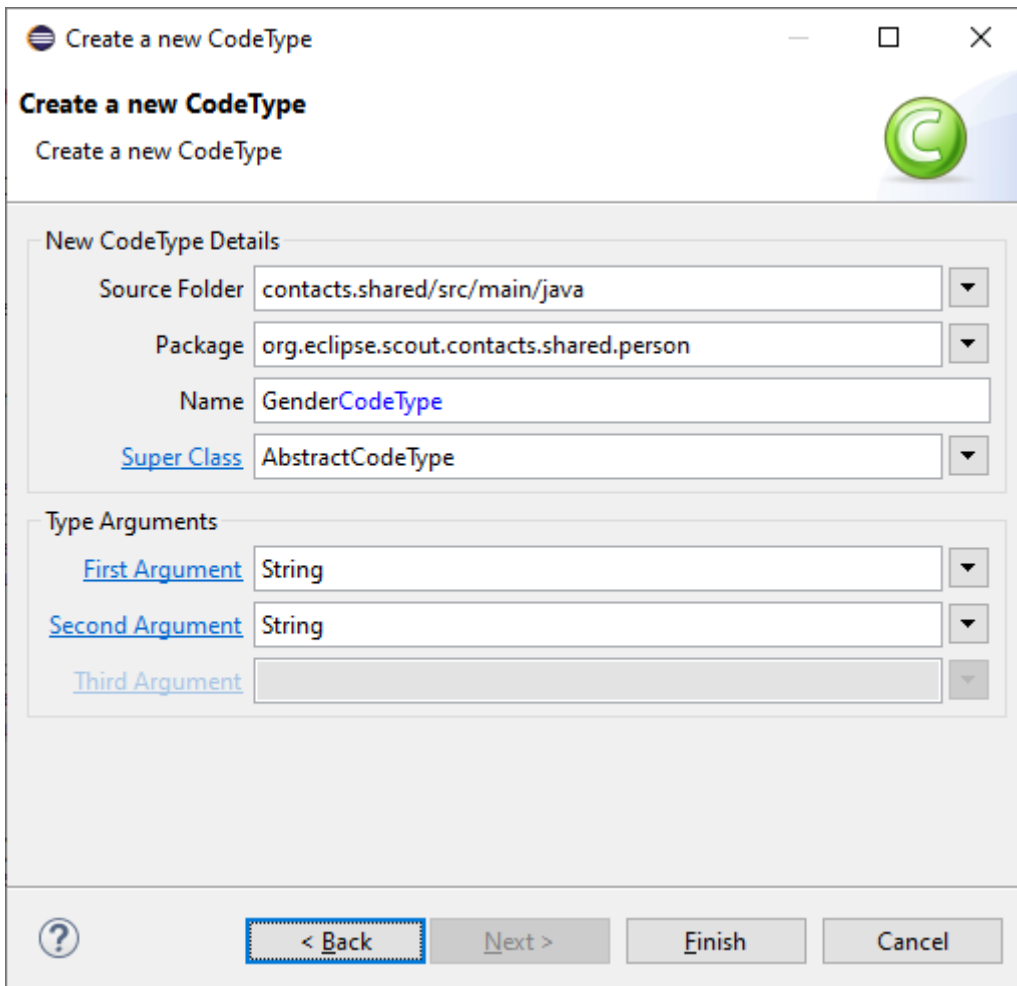 Create a new CodeType
Create a new CodeType
Create a new CodeType
C
New CodeType Details
Source Folder contacts.shared/src/main/java
Package org.eclipse.scout.contacts.shared.person
Name GenderCodeType
Super Class AbstractCodeType
Type Arguments
First Argument String
Second Argument String
Third Argument
? < Back Next > Finish Cancel